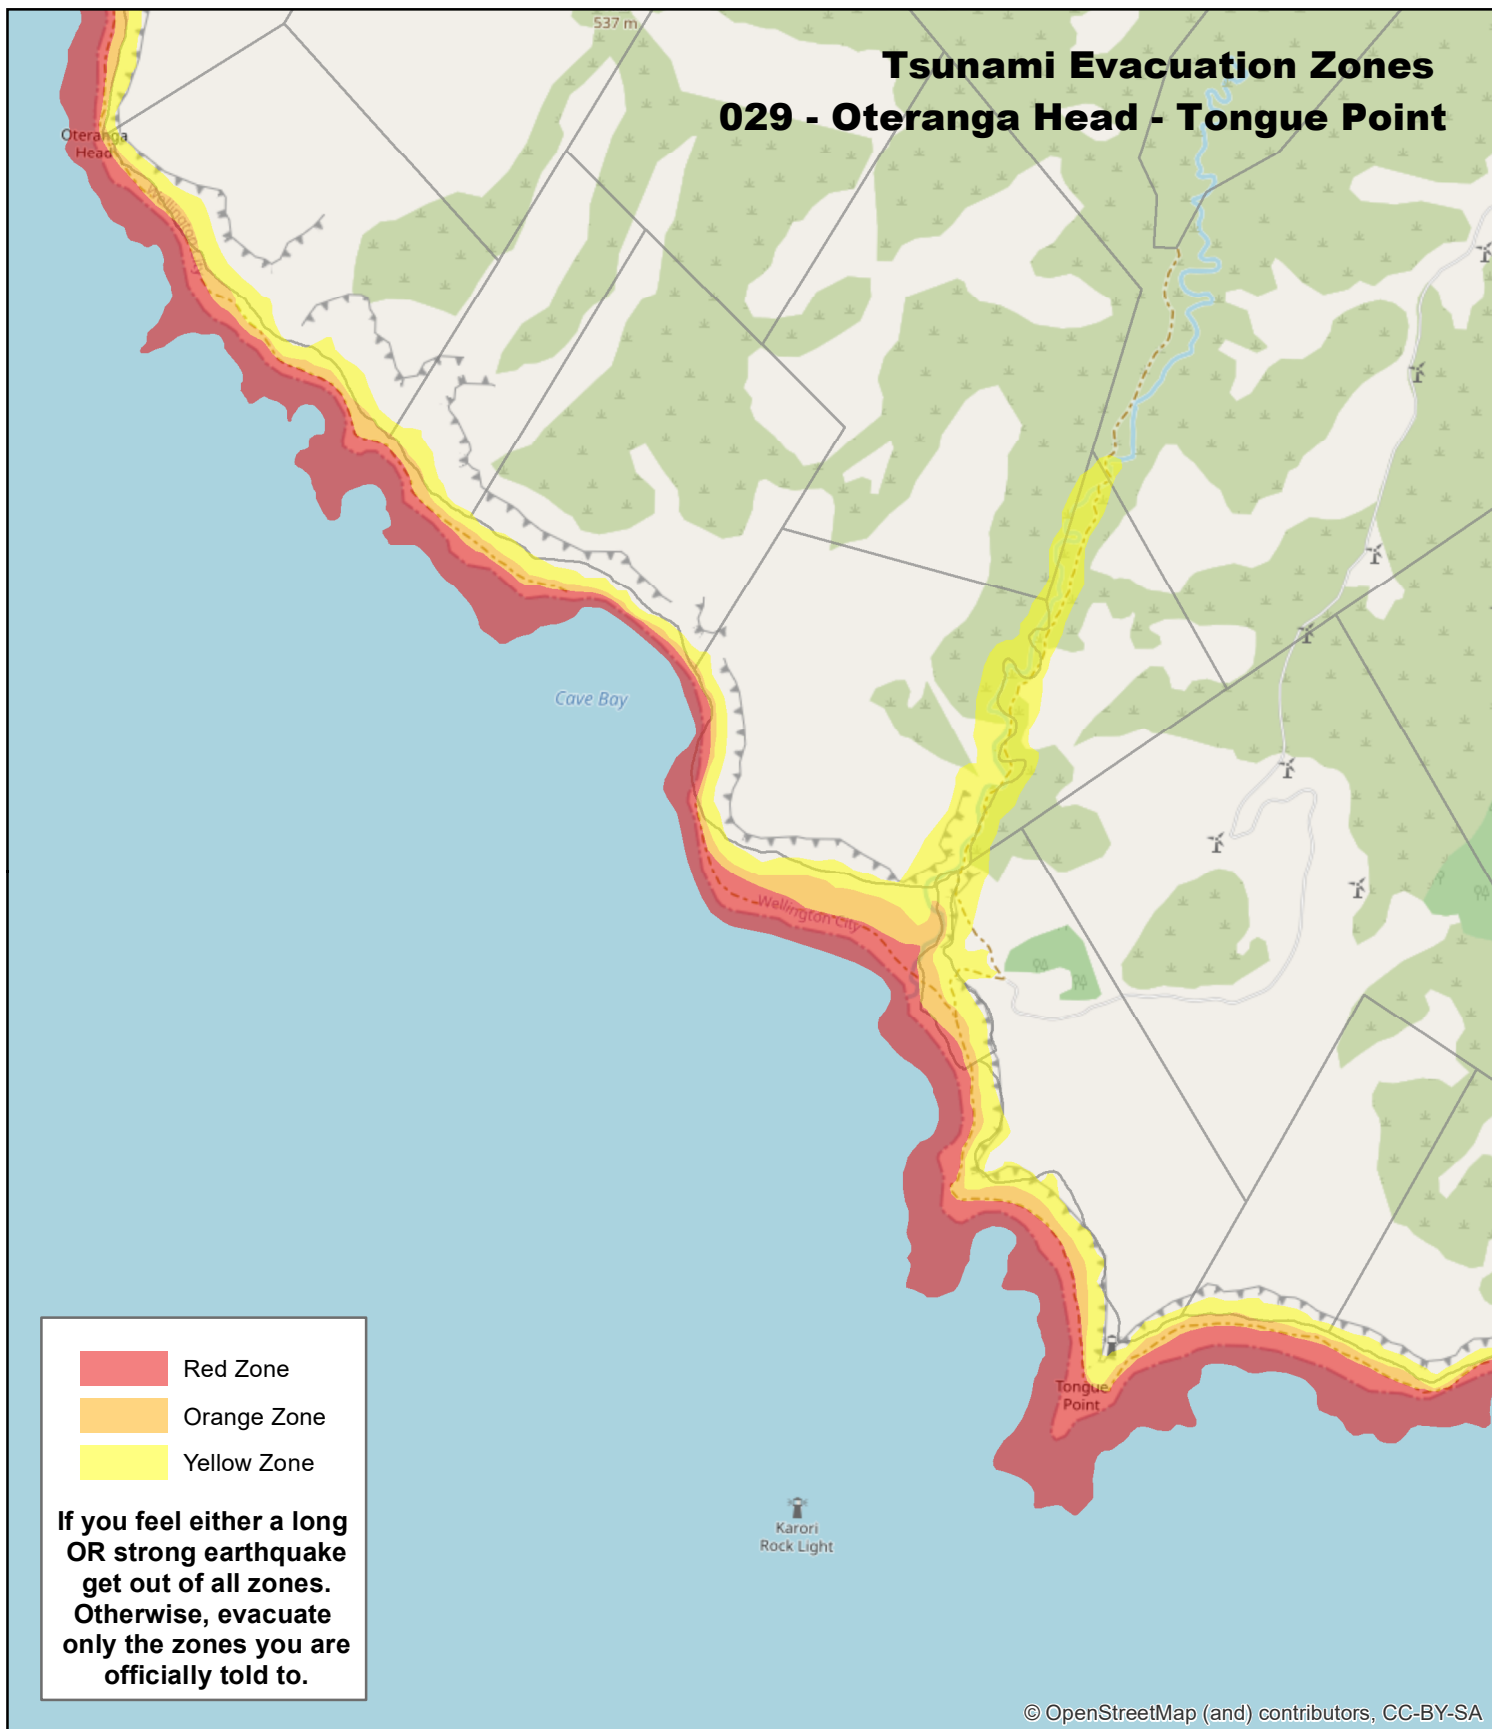 537 m
Tsunami Evacuation Zones
029 - Oteranga Head - Tongue Point
Oteranga
Head
Wellington City
Cave Bay
Wellington City
Tongue
Point
Karori
Rock Light
Red Zone
Orange Zone
Yellow Zone
If you feel either a long
OR strong earthquake
get out of all zones.
Otherwise, evacuate
only the zones you are
officially told to.
© OpenStreetMap (and) contributors, CC-BY-SA